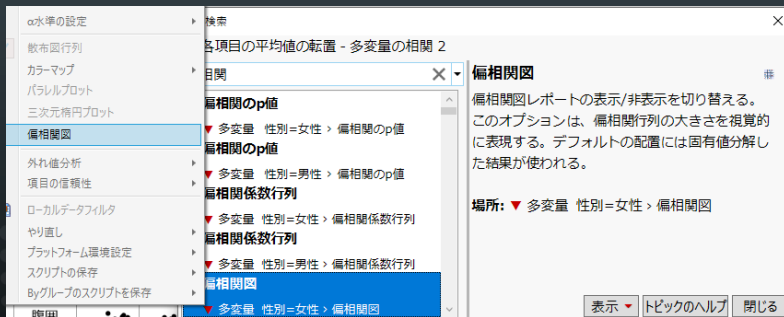 α水準の設定
散布図行列
カラーマップ
パラレルプロット
三次元楕円プロット
偏相関図
外れ値分析
項目の信頼性
ローカルデータフィルタ
やり直し
プラットフォーム環境設定
スクリプトの保存
Byグループのスクリプトを保存
腹囲
検索
各項目の平均値の転置 - 多変量の相関 2
相関
偏相関のp値
多変量 性別=女性 > 偏相関のp値
偏相関のp値
多変量 性別=男性 > 偏相関のp値
偏相関係数行列
多変量 性別=女性 > 偏相関係数行列
偏相関係数行列
多変量 性別=男性 > 偏相関係数行列
偏相関図
多変量 性別=女性 > 偏相関図
偏相関図
偏相関図レポートの表示/非表示を切り替える。
このオプションは、偏相関行列の大きさを視覚的
に表現する。デフォルトの配置には固有値分解し
た結果が使われる。
場所: ▼ 多変量 性別=女性 > 偏相関図
表示 ▼ トピックのヘルプ 閉じる